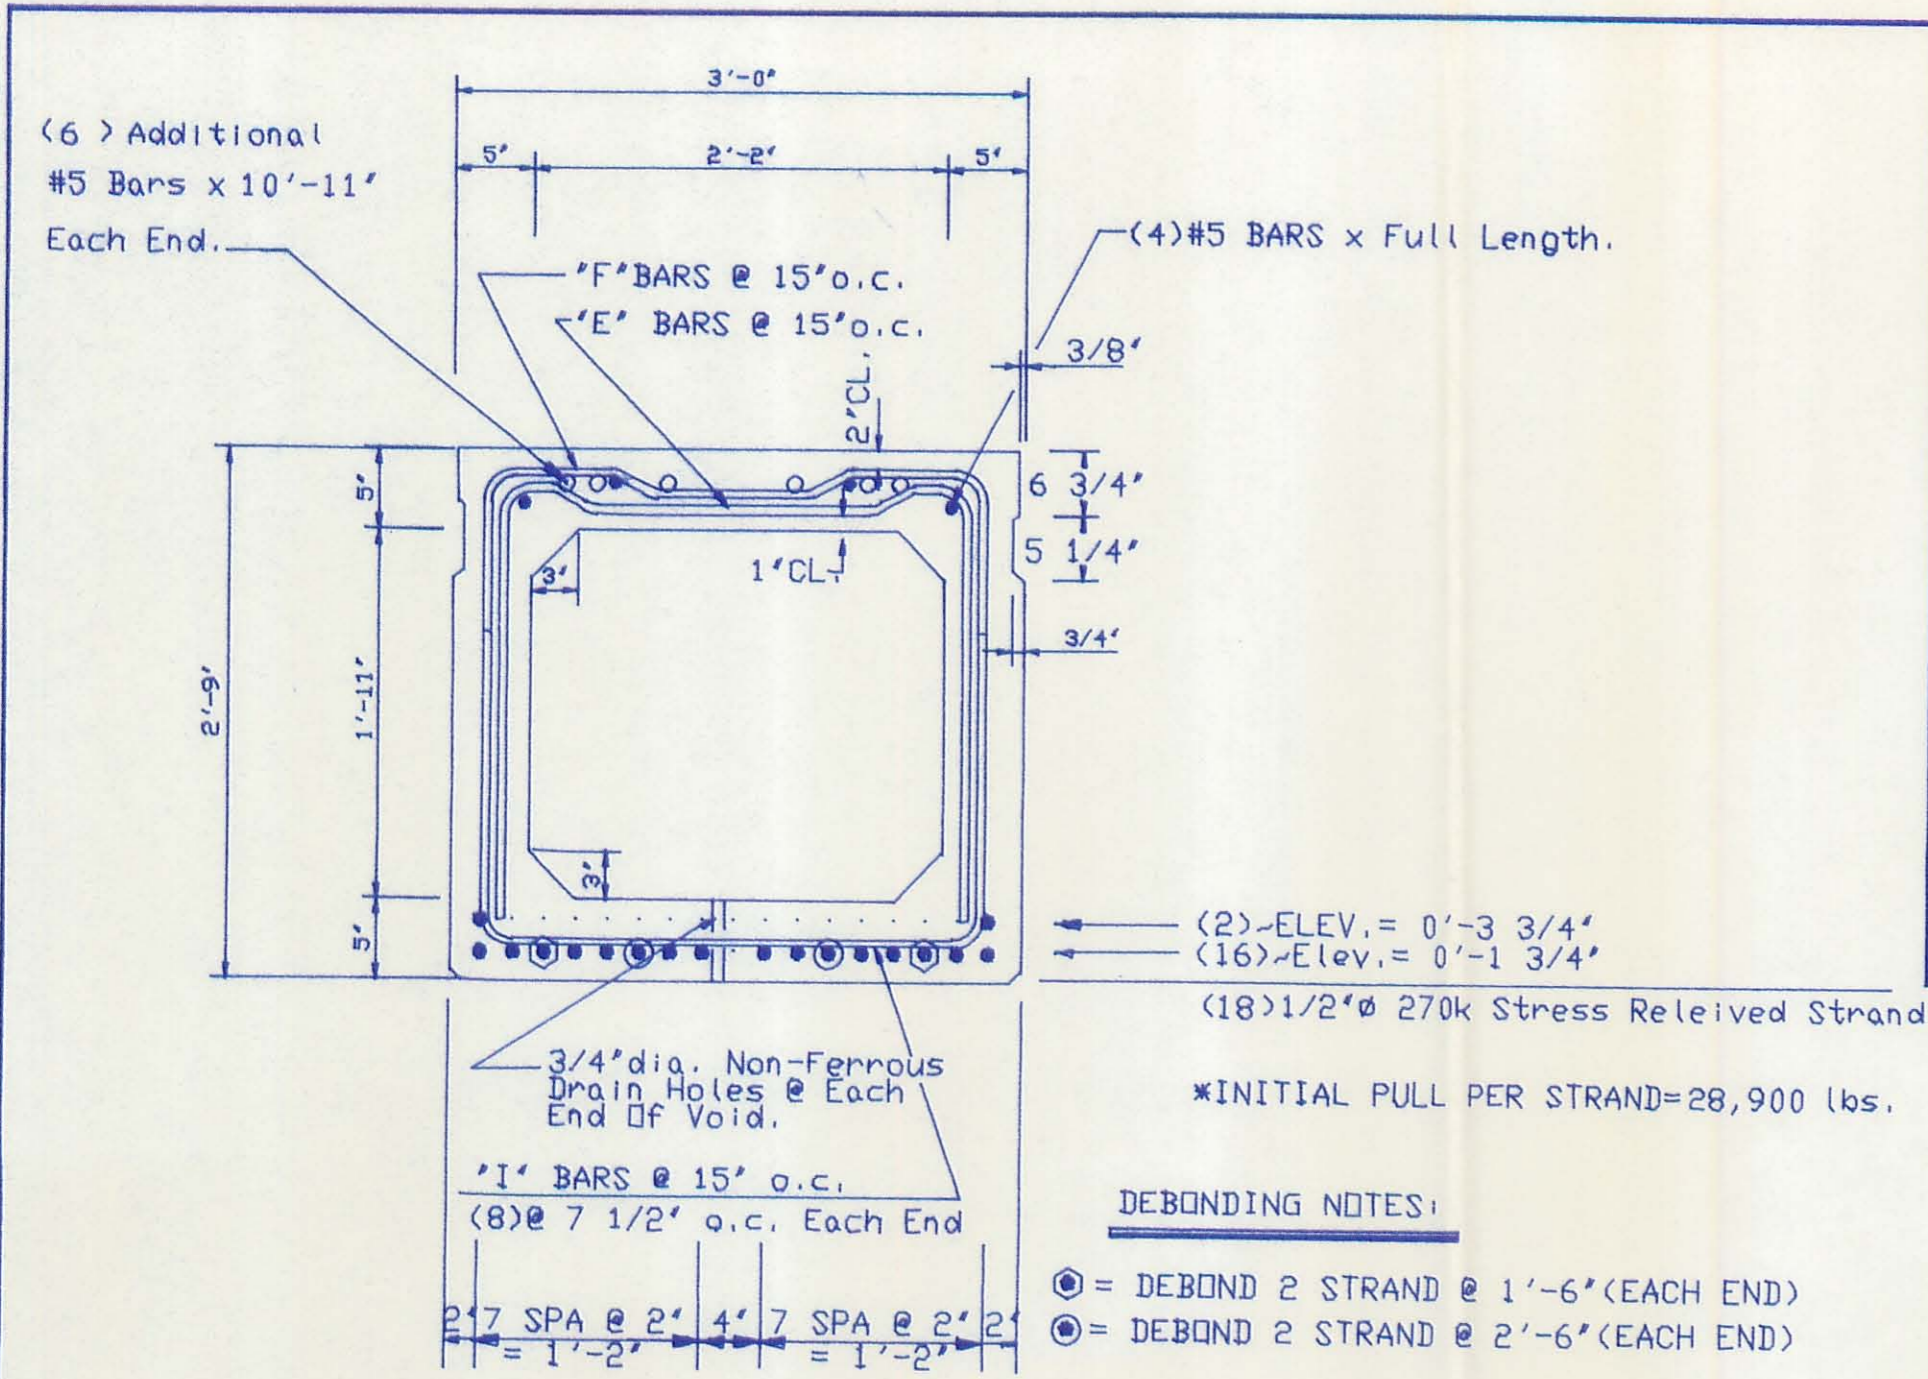 3'-0"
(6 ) Additional
#5 Bars x 10'-11"
Each End.
5"
2'-2"
5"
(4)#5 BARS x Full Length.
"F"BARS @ 15"o.c.
"E" BARS @ 15"o.c.
3/8"
2"CL.
5"
6 3/4"
5 1/4"
1"CL.
3"
3/4"
2'-9"
1'-11"
3"
5"
(2)~ELEV.= 0'-3 3/4"
(16)~Elev.= 0'-1 3/4"
(18)1/2"ø 270k Stress Releived Strand
3/4"dia. Non-Ferrous
Drain Holes @ Each
End Of Void.
*INITIAL PULL PER STRAND=28,900 lbs.
"I" BARS @ 15" o.c.
(8)@ 7 1/2" o.c. Each End
DEBONDING NOTES:
= DEBOND 2 STRAND @ 1'-6"(EACH END)
= DEBOND 2 STRAND @ 2'-6"(EACH END)
2" 7 SPA @ 2" 4" 7 SPA @ 2" 2"
= 1'-2" = 1'-2"